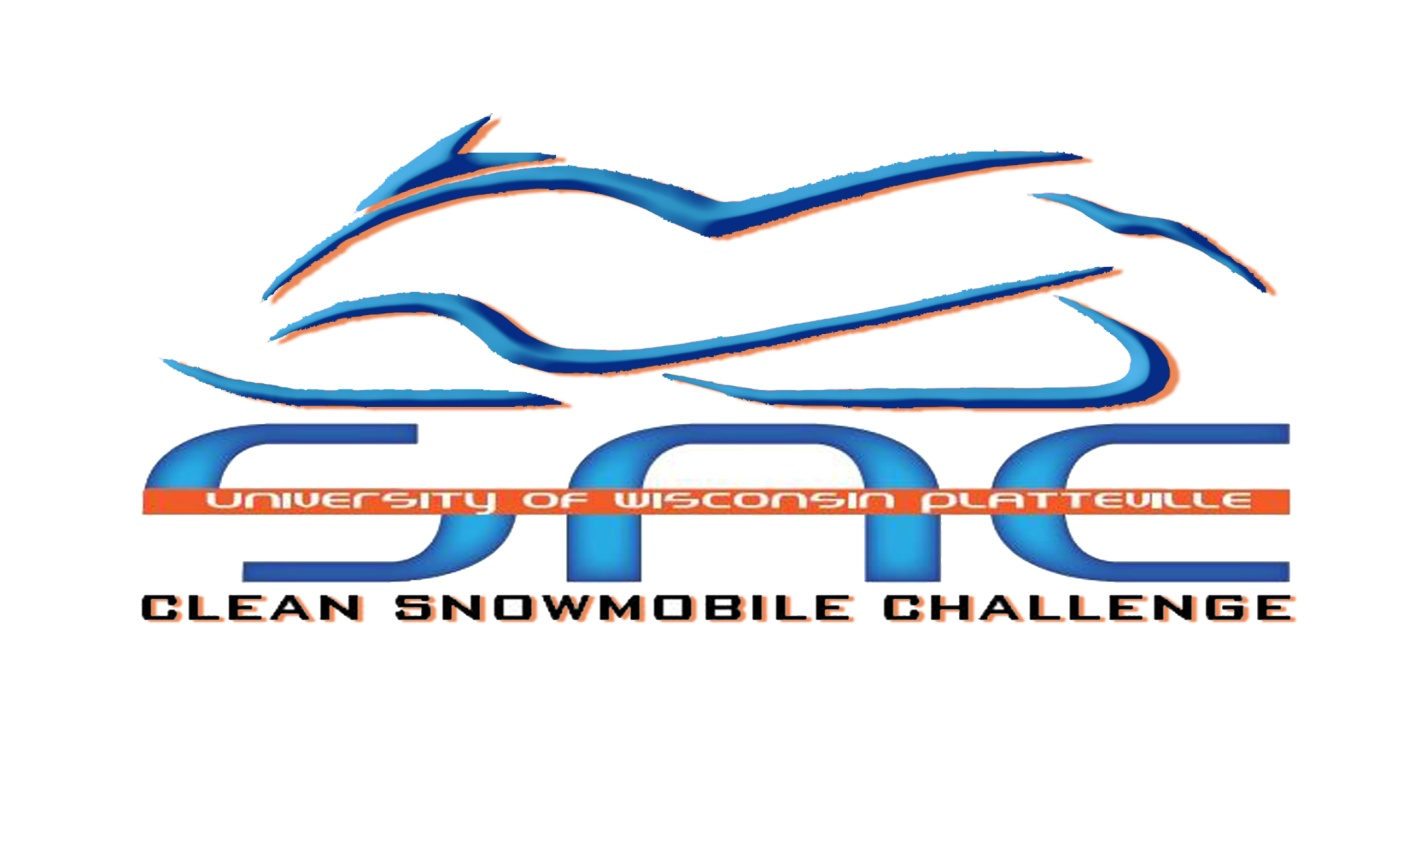 SAE
UNIVERSITY OF WISCONSIN PLATTEVILLE
CLEAN SNOWMOBILE CHALLENGE